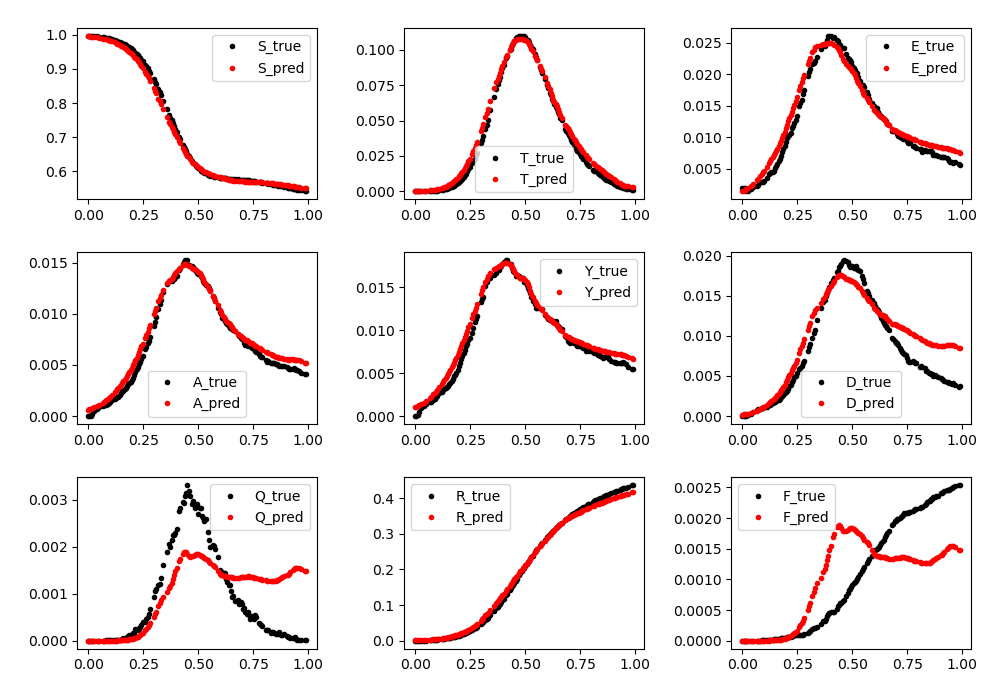 1.0
0.9
0.8
0.7
0.6
S_true
S_pred
0.00 0.25 0.50 0.75 1.00
0.100
0.075
0.050
0.025
0.000
T_true
T_pred
0.00 0.25 0.50 0.75 1.00
0.025
0.020
0.015
0.010
0.005
E_true
E_pred
0.00 0.25 0.50 0.75 1.00
0.015
0.010
0.005
0.000
A_true
A_pred
0.00 0.25 0.50 0.75 1.00
0.015
0.010
0.005
0.000
Y_true
Y_pred
0.00 0.25 0.50 0.75 1.00
0.020
0.015
0.010
0.005
0.000
D_true
D_pred
0.00 0.25 0.50 0.75 1.00
0.003
0.002
0.001
0.000
Q_true
Q_pred
0.00 0.25 0.50 0.75 1.00
0.4
0.3
0.2
0.1
0.0
R_true
R_pred
0.00 0.25 0.50 0.75 1.00
0.0025
0.0020
0.0015
0.0010
0.0005
0.0000
F_true
F_pred
0.00 0.25 0.50 0.75 1.00